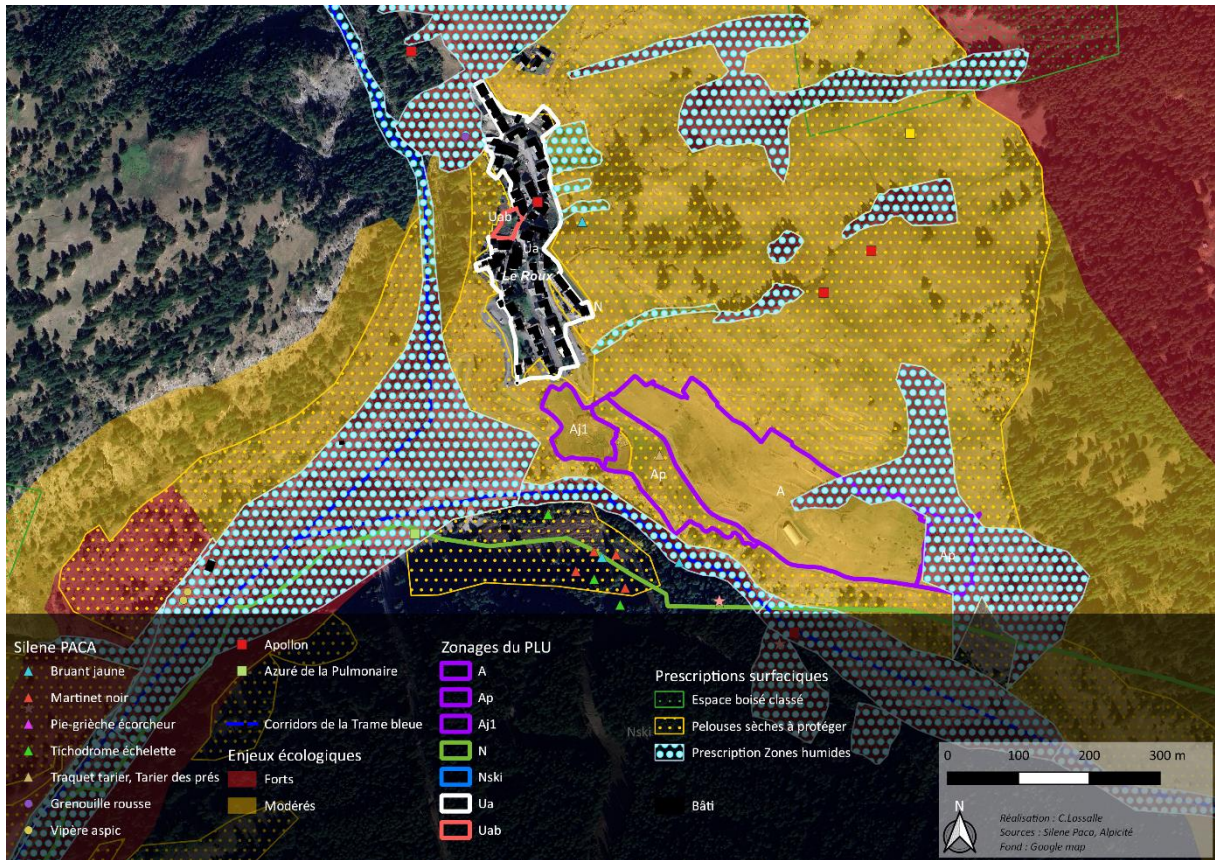 Uab
Ua
Le Roux
N
Aj1
Ap
A
Ap
Nski
Silene PACA
Bruant jaune
Martinet noir
Pie-grièche écorcheur
Tichodrome échelette
Traquet tarier, Tarier des prés
Grenouille rousse
Vipère aspic
Apollon
Azuré de la Pulmonaire
Corridors de la Trame bleue
Enjeux écologiques
Forts
Modérés
Zonages du PLU
A
Ap
Aj1
N
Nski
Ua
Uab
Prescriptions surfaciques
Espace boisé classé
Pelouses sèches à protéger
Prescription Zones humides
Bâti
0 100 200 300 m
N
Réalisation : C.Lassalle
Sources : Silene Paca, Alpicité
Fond : Google map